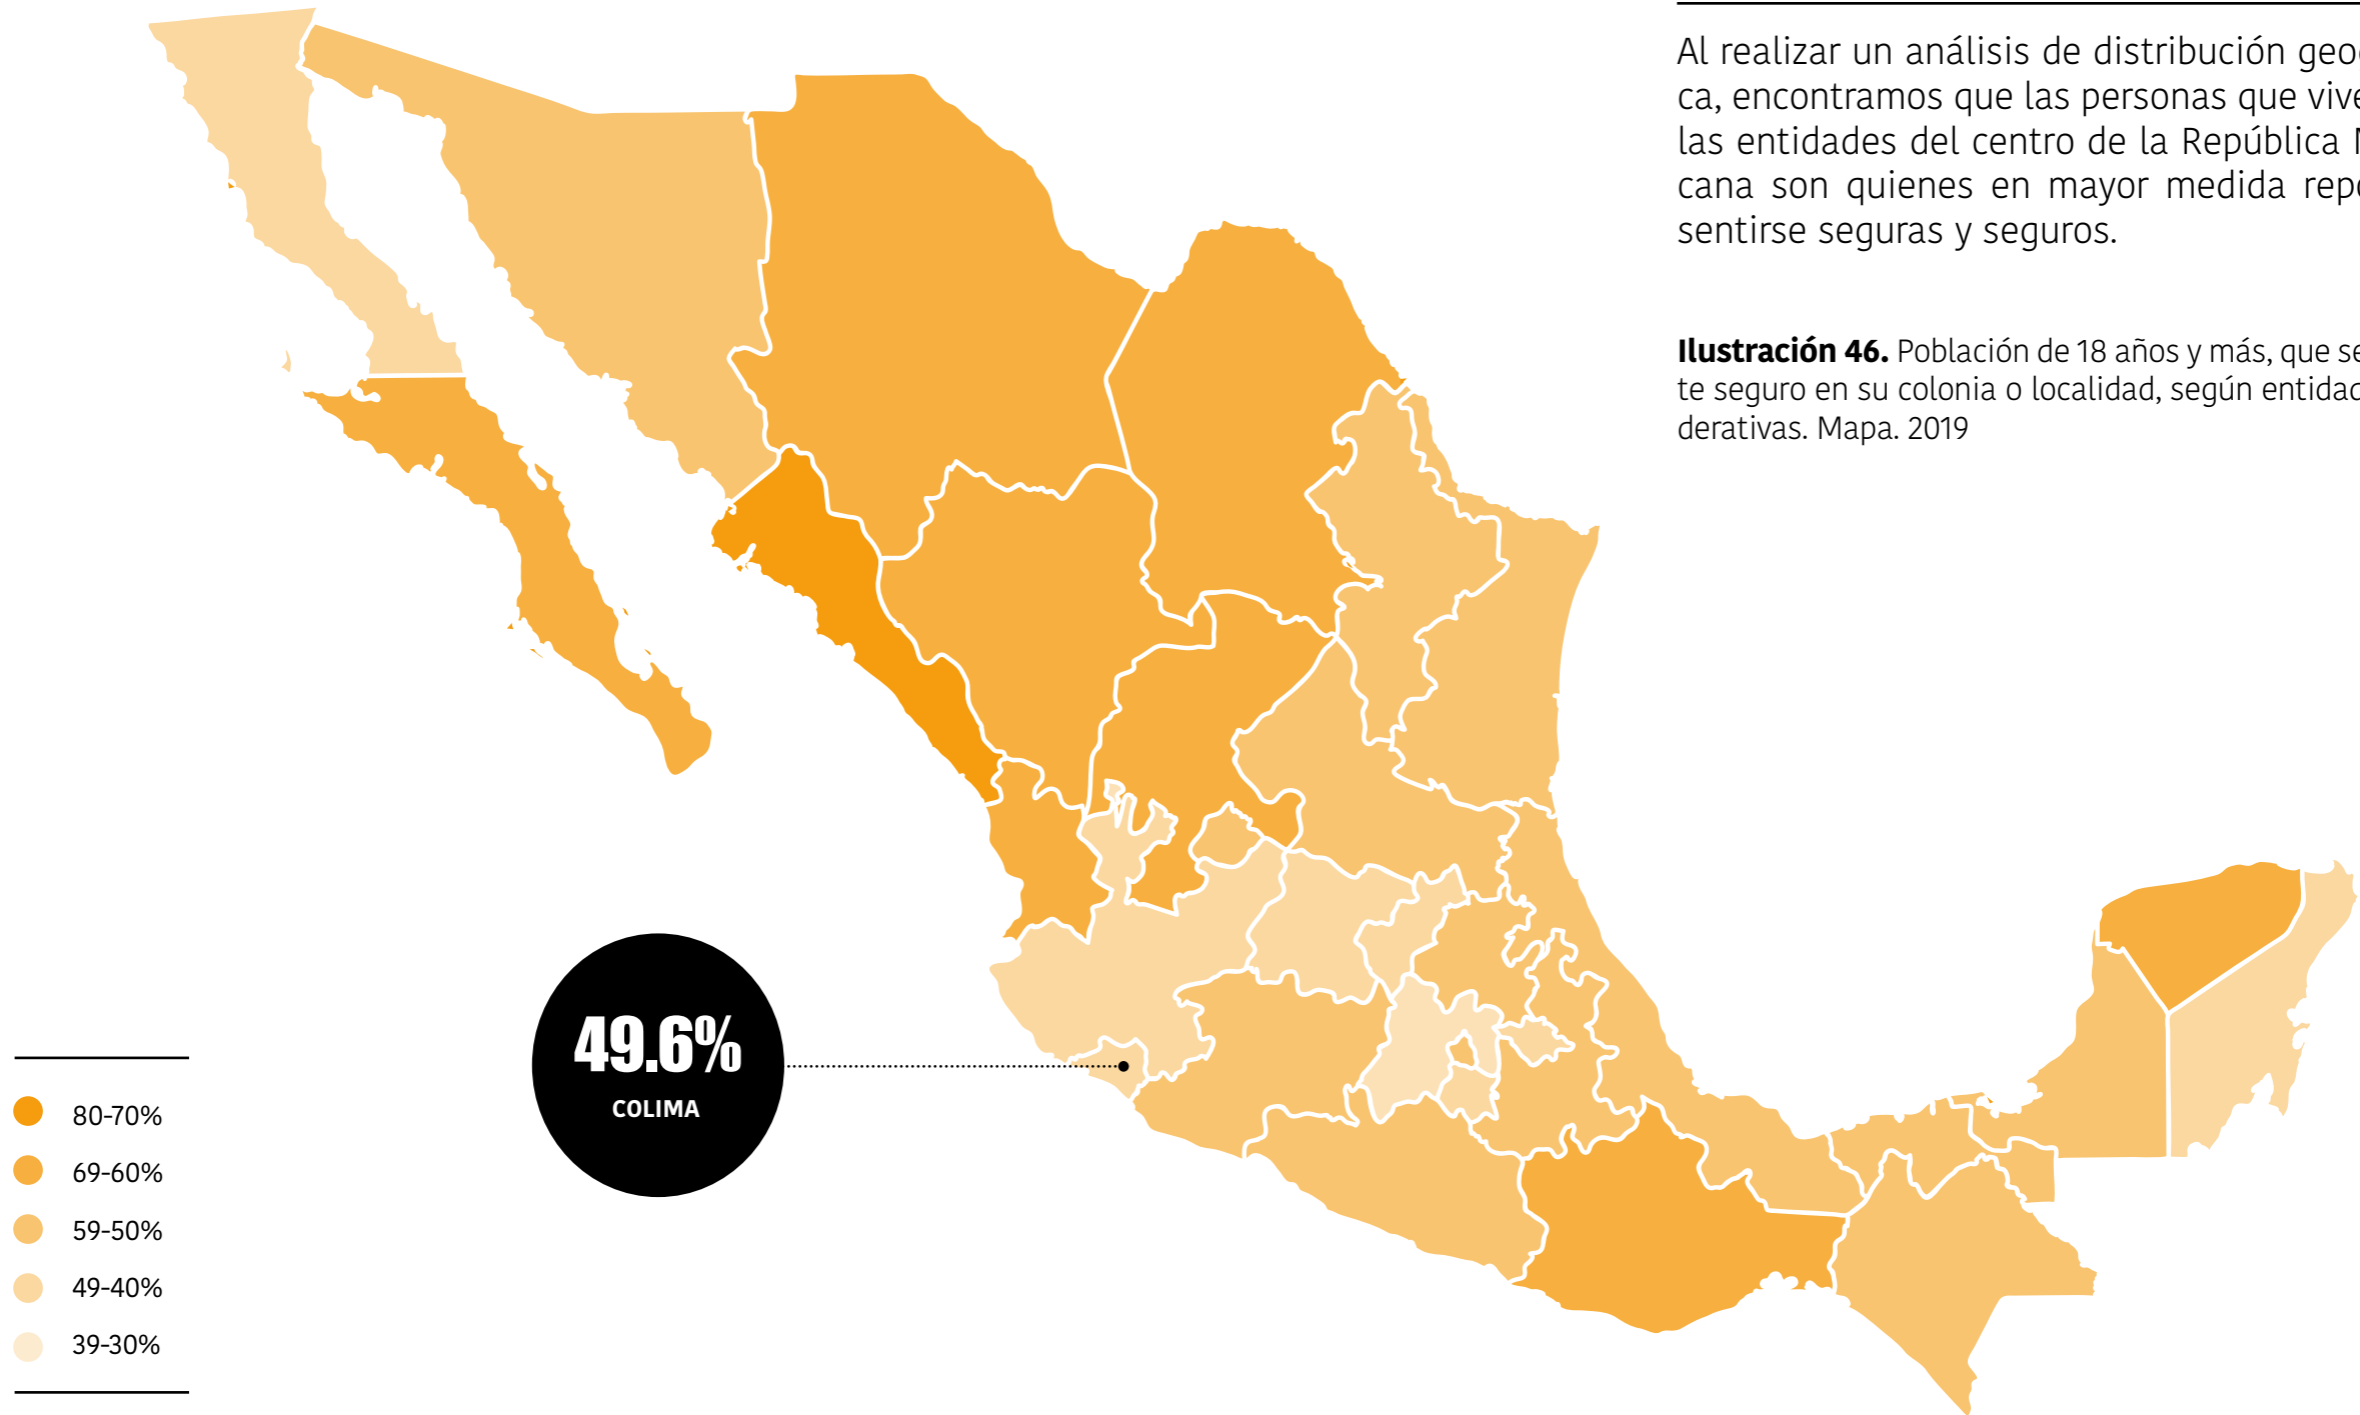 Al realizar un análisis de distribución geo
ca, encontramos que las personas que vive
las entidades del centro de la República
cana son quienes en mayor medida rep
sentirse seguras y seguros.
Ilustración 46. Población de 18 años y más, que se
te seguro en su colonia o localidad, según entida
derativas. Mapa. 2019
49.6%
COLIMA
80-70%
69-60%
59-50%
49-40%
39-30%